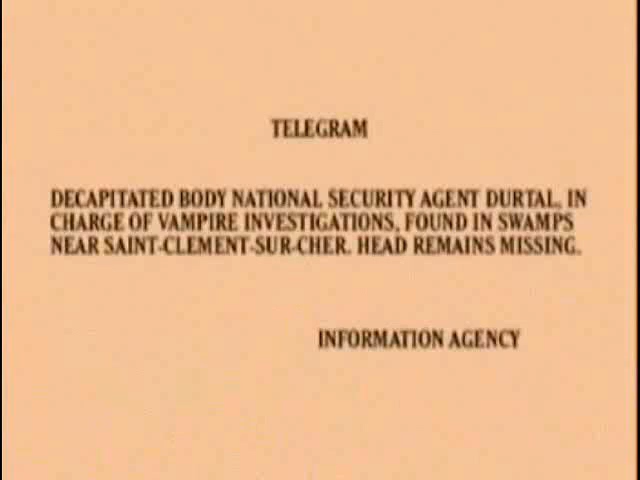 TELEGRAM
DECAPITATED BODY NATIONAL SECURITY AGENT DURTAL, IN
CHARGE OF VAMPIRE INVESTIGATIONS, FOUND IN SWAMPS
NEAR SAINT-CLEMENT-SUR-CHER. HEAD REMAINS MISSING.
INFORMATION AGENCY